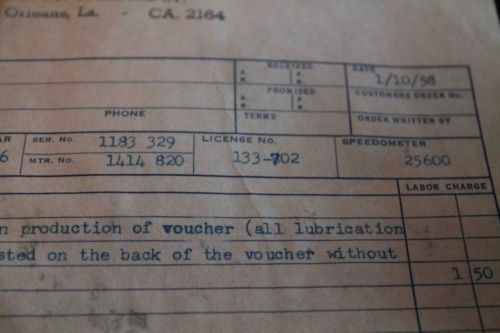 Orleans, La. - CA. 2164
RECEIVED
A. M. P. M.
DATE
1/10/58
PROMISED
A. M. P. M.
CUSTOMERS ORDER No.
PHONE
TERMS
ORDER WRITTEN BY
AR
6
SER. No. 1183 329
MTR. No. 1414 820
LICENSE No.
133-702
SPEEDOMETER
25600
LABOR CHARGE
n production of voucher (all lubrication
sted on the back of the voucher without
1 50